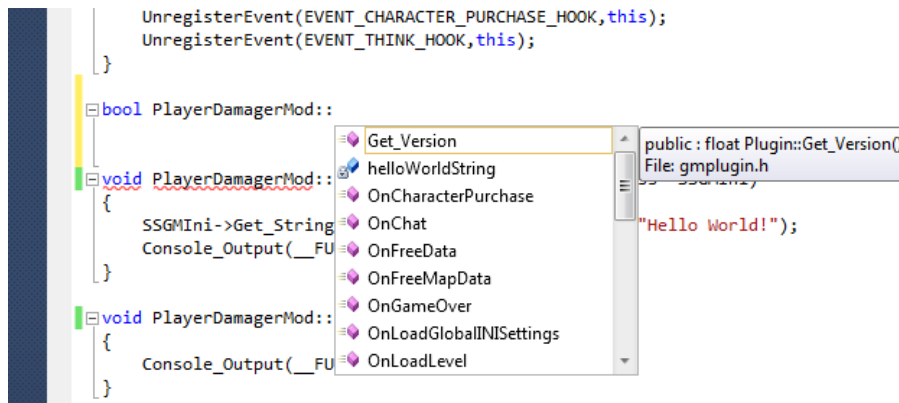 UnregisterEvent(EVENT_CHARACTER_PURCHASE_HOOK,this);
UnregisterEvent(EVENT_THINK_HOOK,this);
}
bool PlayerDamagerMod::
Get_Version
public : float Plugin::Get_Version()
helloWorldString
File: gmplugin.h
void PlayerDamagerMod::
OnCharacterPurchase
{
OnChat
SSGMIni->Get_String "Hello World!");
Console_Output(__FU
OnFreeData
}
OnFreeMapData
OnGameOver
void PlayerDamagerMod::
OnLoadGlobalINISettings
{
OnLoadLevel
Console_Output(__FU
}